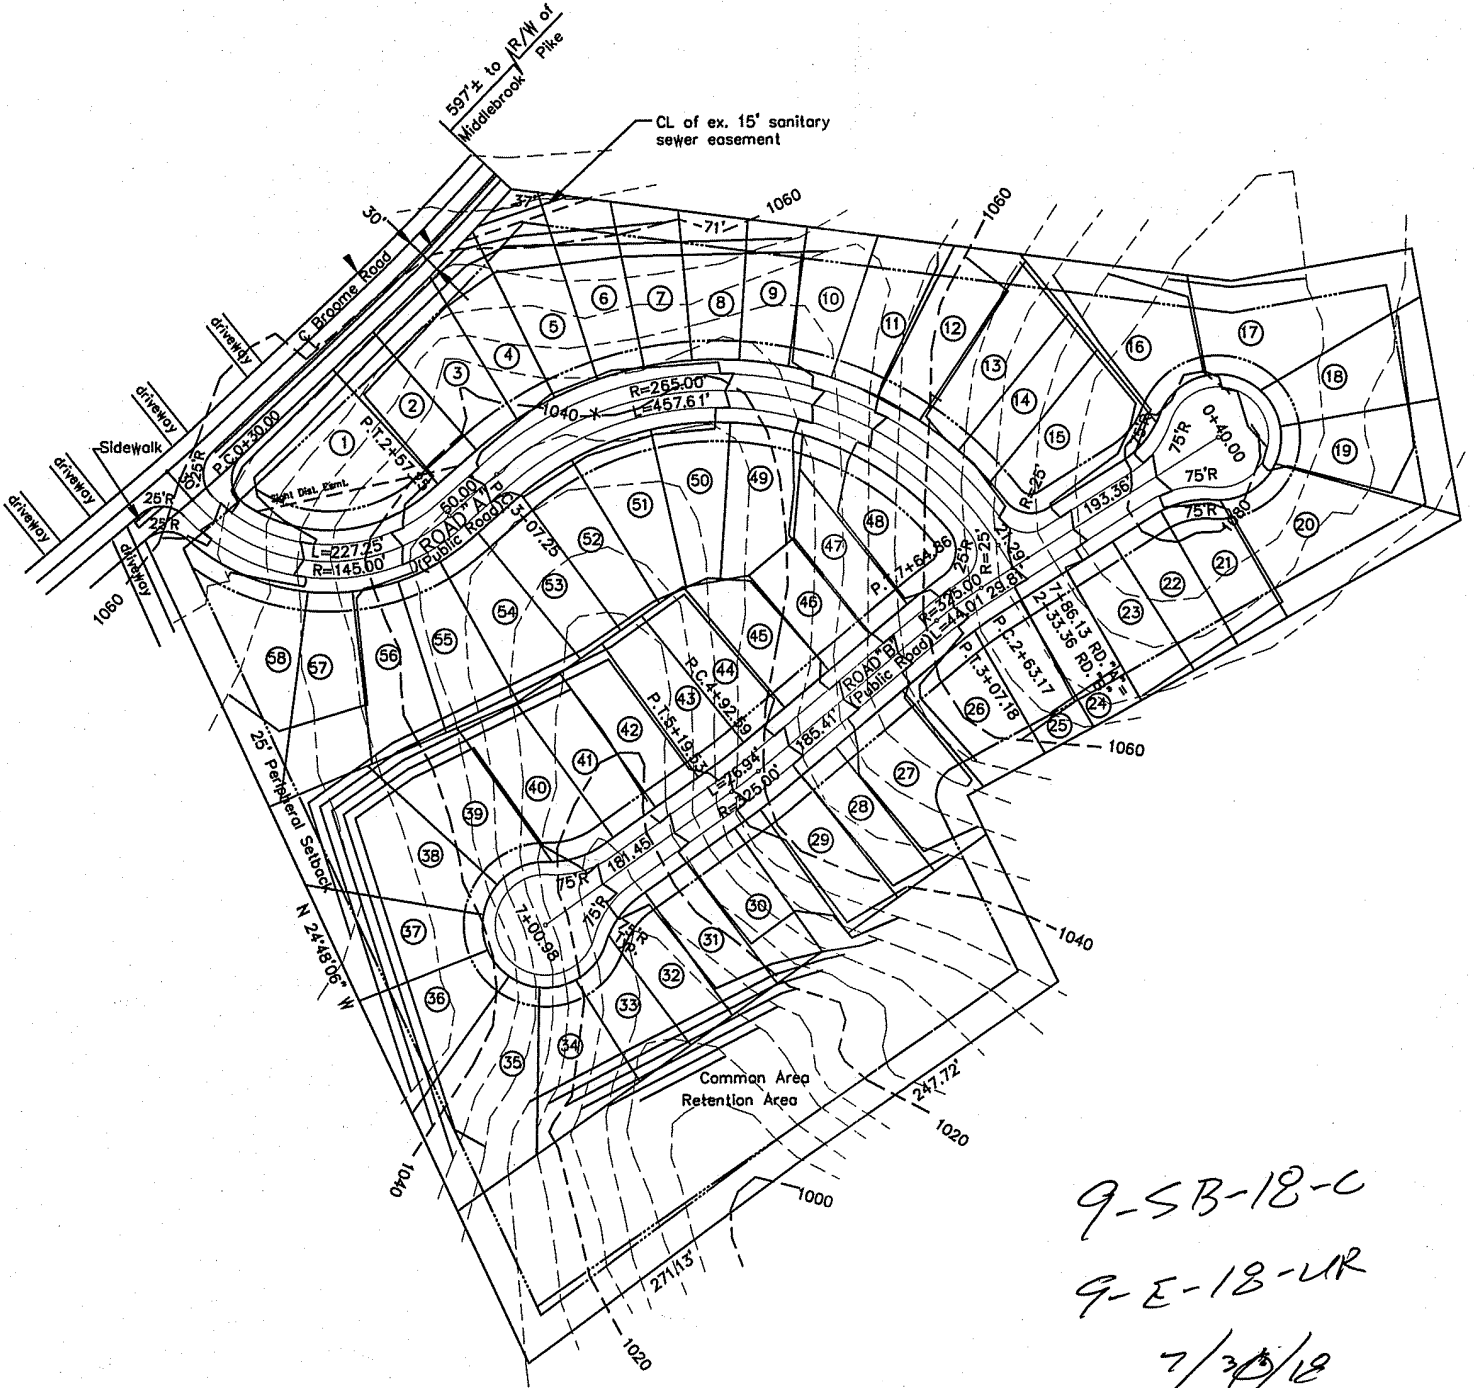 597'± to R/W of
Middlebrook Pike
CL of ex. 15' sanitary
sewer easement
37'
30'
71'
1060
1060
C. Broome Road
driveway
driveway
driveway
driveway
driveway
Sidewalk
25'R
25'R
25'R
P.C.0+30.00
1060
1
2
3
4
5
6
7
8
9
10
11
12
13
14
15
16
17
18
19
20
21
22
23
24
25
26
27
28
29
30
31
32
33
34
35
36
37
38
39
40
41
42
43
44
45
46
47
48
49
50
51
52
53
54
55
56
57
58
Sight Dist. Esmt.
L=227.25'
R=145.00'
60.00'
ROAD "A"
(Public Road)
P.C.3+07.25
1040
R=265.00'
L=457.61'
R=25'
75'R
75'R
0+40.00
75'R
75'R
1080
193.36'
25'R
R=25'
21.29'
29.81'
R=325.00'
L=44.01
7+86.13 RD. "A" =
2+33.36 RD. "B"
P.C.2+63.17
P.T.3+07.18
ROAD "B"
(Public Road)
185.41'
P.C.4+92.59
P.T.5+19.53
L=26.94'
R=325.00'
181.45
75'R
75'R
75'R
TYP.
7+00.98
25' Peripheral Setback
N 24°48'06" W
1060
1040
1040
1020
1020
1000
Common Area
Retention Area
247.72'
271.13'
9-SB-18-C
9-E-18-UR